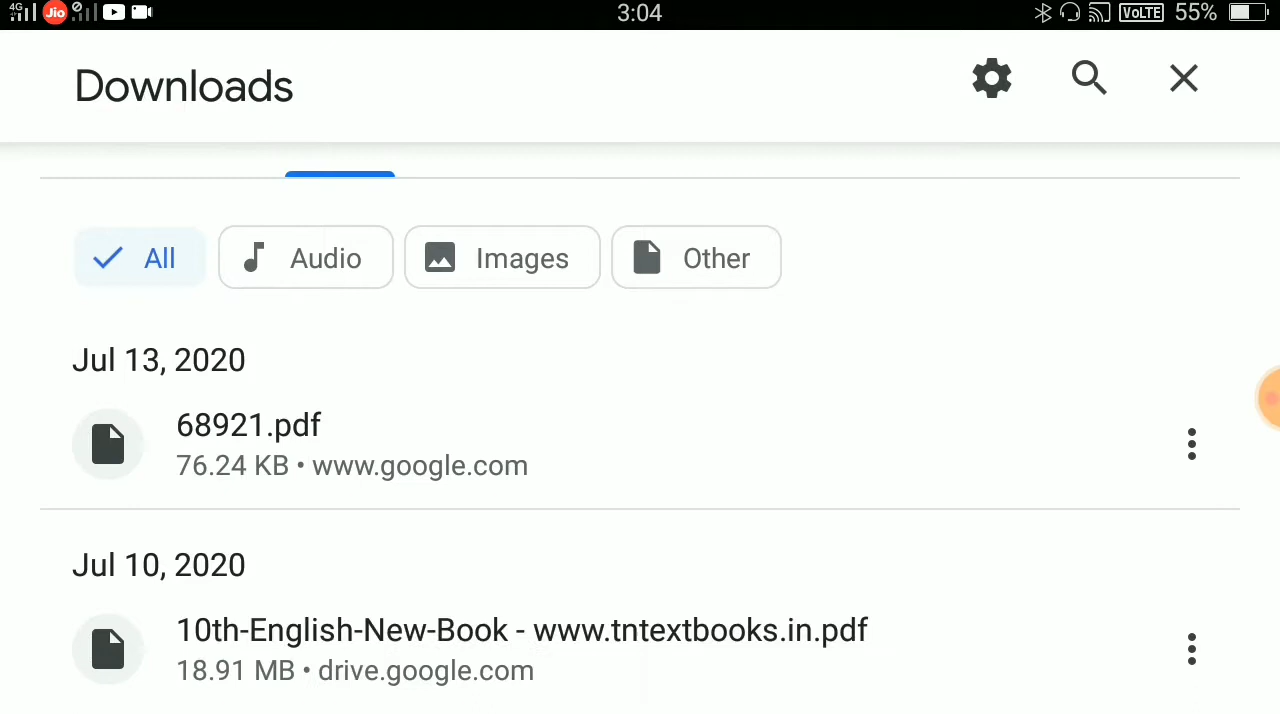 4G Jio 3:04 VoLTE 55%
Downloads
All Audio Images Other
Jul 13, 2020
68921.pdf
76.24 KB • www.google.com
Jul 10, 2020
10th-English-New-Book - www.tntextbooks.in.pdf
18.91 MB • drive.google.com